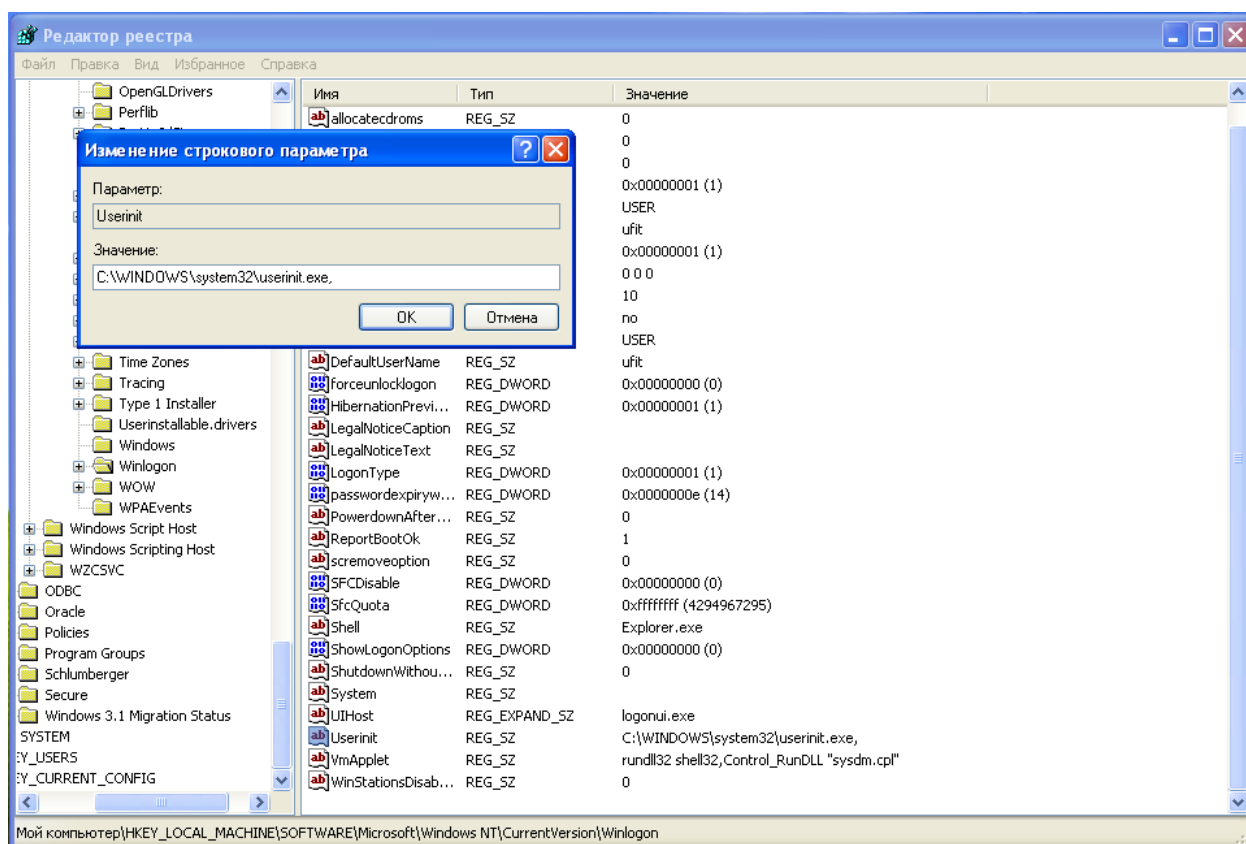 Редактор реестра
Файл Правка Вид Избранное Справка
OpenGLDrivers
Perflib
Time Zones
Tracing
Type 1 Installer
Userinstallable.drivers
Windows
Winlogon
WOW
WPAEvents
Windows Script Host
Windows Scripting Host
WZCSVC
ODBC
Oracle
Policies
Program Groups
Schlumberger
Secure
Windows 3.1 Migration Status
SYSTEM
EY_USERS
EY_CURRENT_CONFIG
Изменение строкового параметра
Параметр:
Userinit
Значение:
C:\WINDOWS\system32\userinit.exe,
OK Отмена
Имя Тип Значение
allocatecdroms REG_SZ 0
0
0
0x00000001 (1)
USER
ufit
0x00000001 (1)
0 0 0
10
no
USER
DefaultUserName REG_SZ ufit
forceunlocklogon REG_DWORD 0x00000000 (0)
HibernationPrevi... REG_DWORD 0x00000001 (1)
LegalNoticeCaption REG_SZ
LegalNoticeText REG_SZ
LogonType REG_DWORD 0x00000001 (1)
passwordexpiryw... REG_DWORD 0x0000000e (14)
PowerdownAfter... REG_SZ 0
ReportBootOk REG_SZ 1
scremoveoption REG_SZ 0
SFCDisable REG_DWORD 0x00000000 (0)
SfcQuota REG_DWORD 0xffffffff (4294967295)
Shell REG_SZ Explorer.exe
ShowLogonOptions REG_DWORD 0x00000000 (0)
ShutdownWithou... REG_SZ 0
System REG_SZ
UIHost REG_EXPAND_SZ logonui.exe
Userinit REG_SZ C:\WINDOWS\system32\userinit.exe,
VmApplet REG_SZ rundll32 shell32,Control_RunDLL "sysdm.cpl"
WinStationsDisab... REG_SZ 0
Мой компьютер\HKEY_LOCAL_MACHINE\SOFTWARE\Microsoft\Windows NT\CurrentVersion\Winlogon